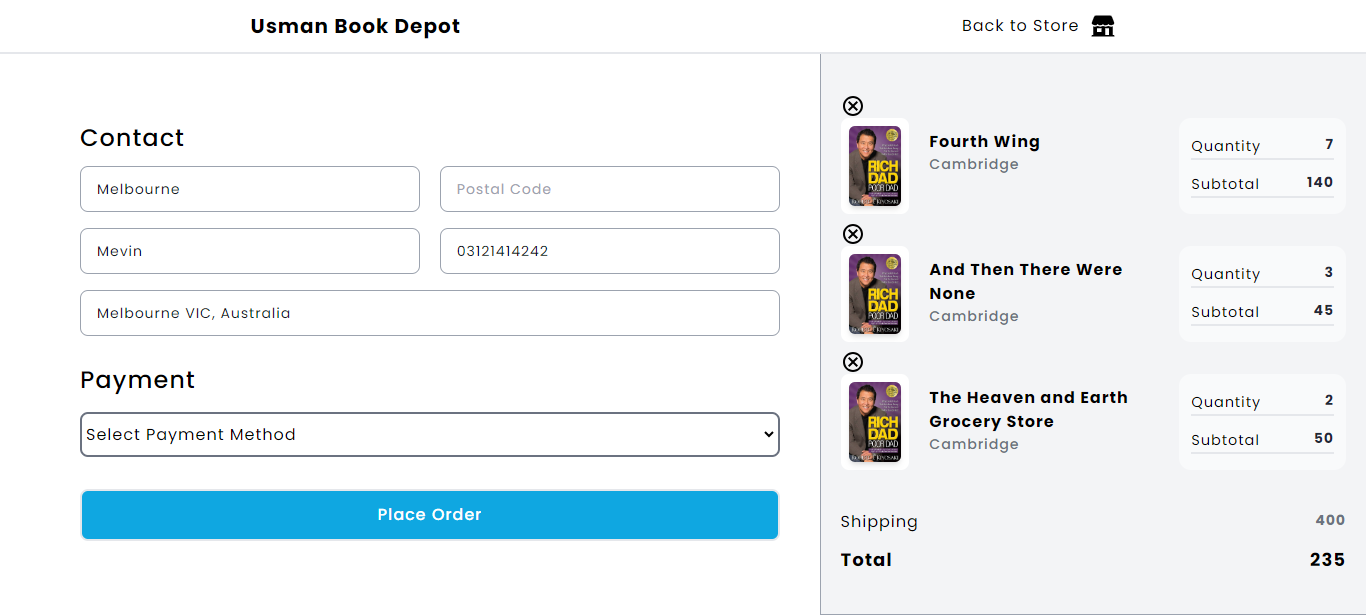 Usman Book Depot
Back to Store
Contact
Melbourne
Postal Code
Mevin
03121414242
Melbourne VIC, Australia
Payment
Select Payment Method
Place Order
RICH
DAD
POOR DAD
Fourth Wing
Cambridge
Quantity 7
Subtotal 140
RICH
DAD
POOR DAD
And Then There Were
None
Cambridge
Quantity 3
Subtotal 45
RICH
DAD
POOR DAD
The Heaven and Earth
Grocery Store
Cambridge
Quantity 2
Subtotal 50
Shipping 400
Total 235